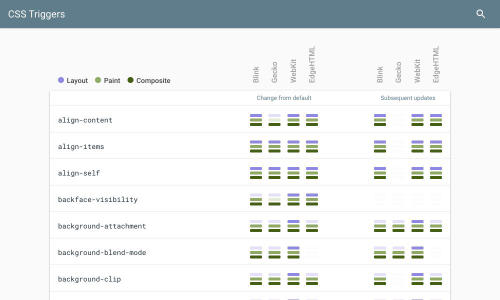 CSS Triggers
Blink Gecko WebKit EdgeHTML Blink Gecko WebKit EdgeHTML
Layout Paint Composite
Change from default Subsequent updates
align-content
align-items
align-self
backface-visibility
background-attachment
background-blend-mode
background-clip